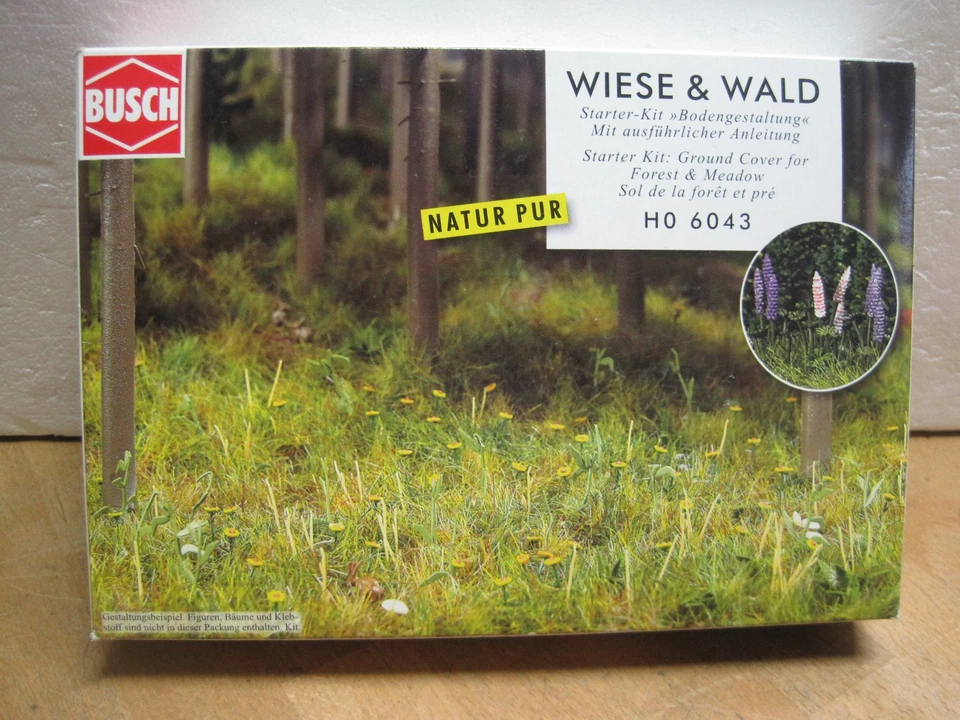 BUSCH
WIESE & WALD
Starter-Kit »Bodengestaltung«
Mit ausführlicher Anleitung
Starter Kit: Ground Cover for
Forest & Meadow
Sol de la forêt et pré
H0 6043
NATUR PUR
Gestaltungsbeispiel. Figuren, Bäume und Kleb-
stoff sind nicht in dieser Packung enthalten. Kit.